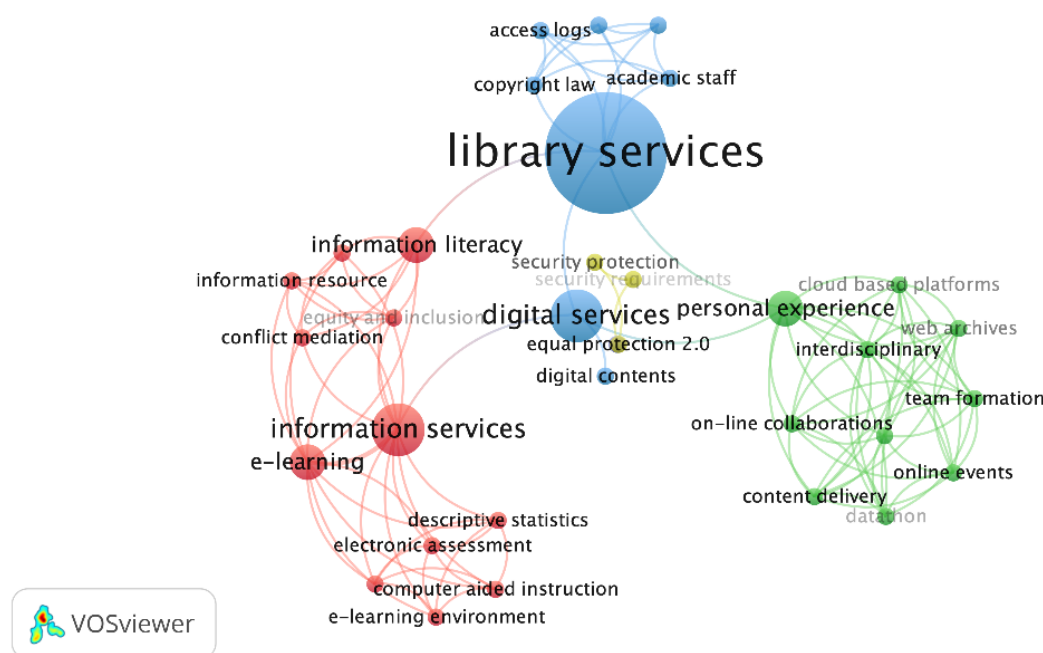 access logs
academic staff
copyright law
library services
information literacy
security protection
security requirements
information resource
cloud based platforms
equity and inclusion
digital services
personal experience
conflict mediation
equal protection 2.0
interdisciplinary
web archives
digital contents
team formation
on-line collaborations
information services
e-learning
online events
content delivery
datathon
descriptive statistics
electronic assessment
computer aided instruction
e-learning environment
VOSviewer